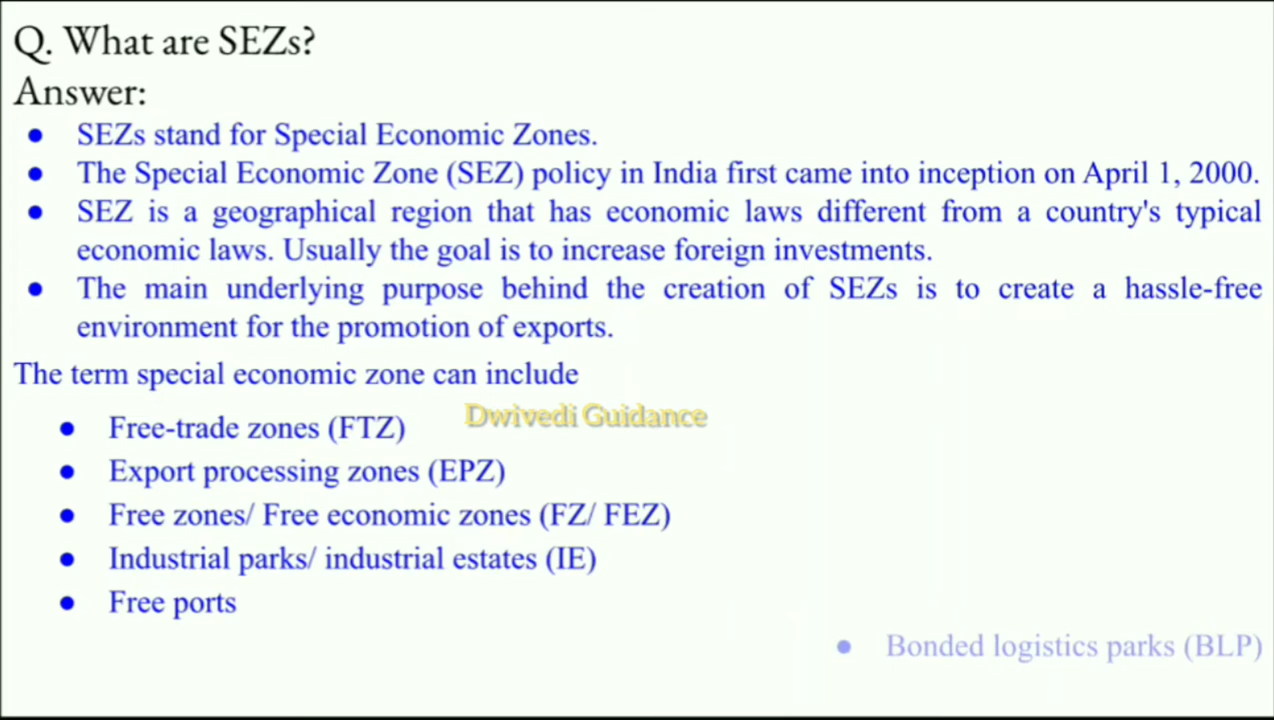 Q. What are SEZs?
Answer:
● SEZs stand for Special Economic Zones.
● The Special Economic Zone (SEZ) policy in India first came into inception on April 1, 2000.
● SEZ is a geographical region that has economic laws different from a country's typical
economic laws. Usually the goal is to increase foreign investments.
● The main underlying purpose behind the creation of SEZs is to create a hassle-free
environment for the promotion of exports.
The term special economic zone can include
Dwivedi Guidance
● Free-trade zones (FTZ)
● Export processing zones (EPZ)
● Free zones/ Free economic zones (FZ/ FEZ)
● Industrial parks/ industrial estates (IE)
● Free ports
● Bonded logistics parks (BLP)